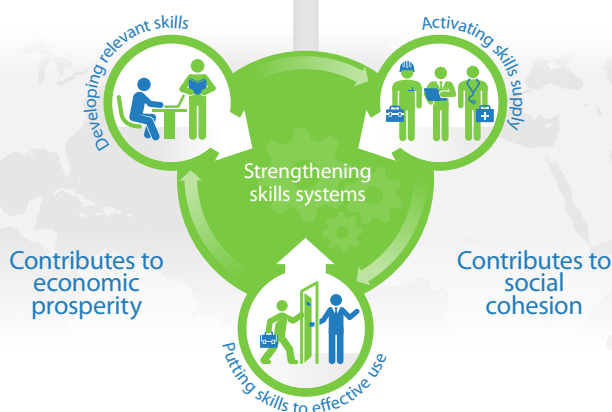 Developing relevant skills
Activating skills supply
Strengthening
skills systems
Contributes to
economic
prosperity
Contributes to
social
cohesion
Putting skills to effective use